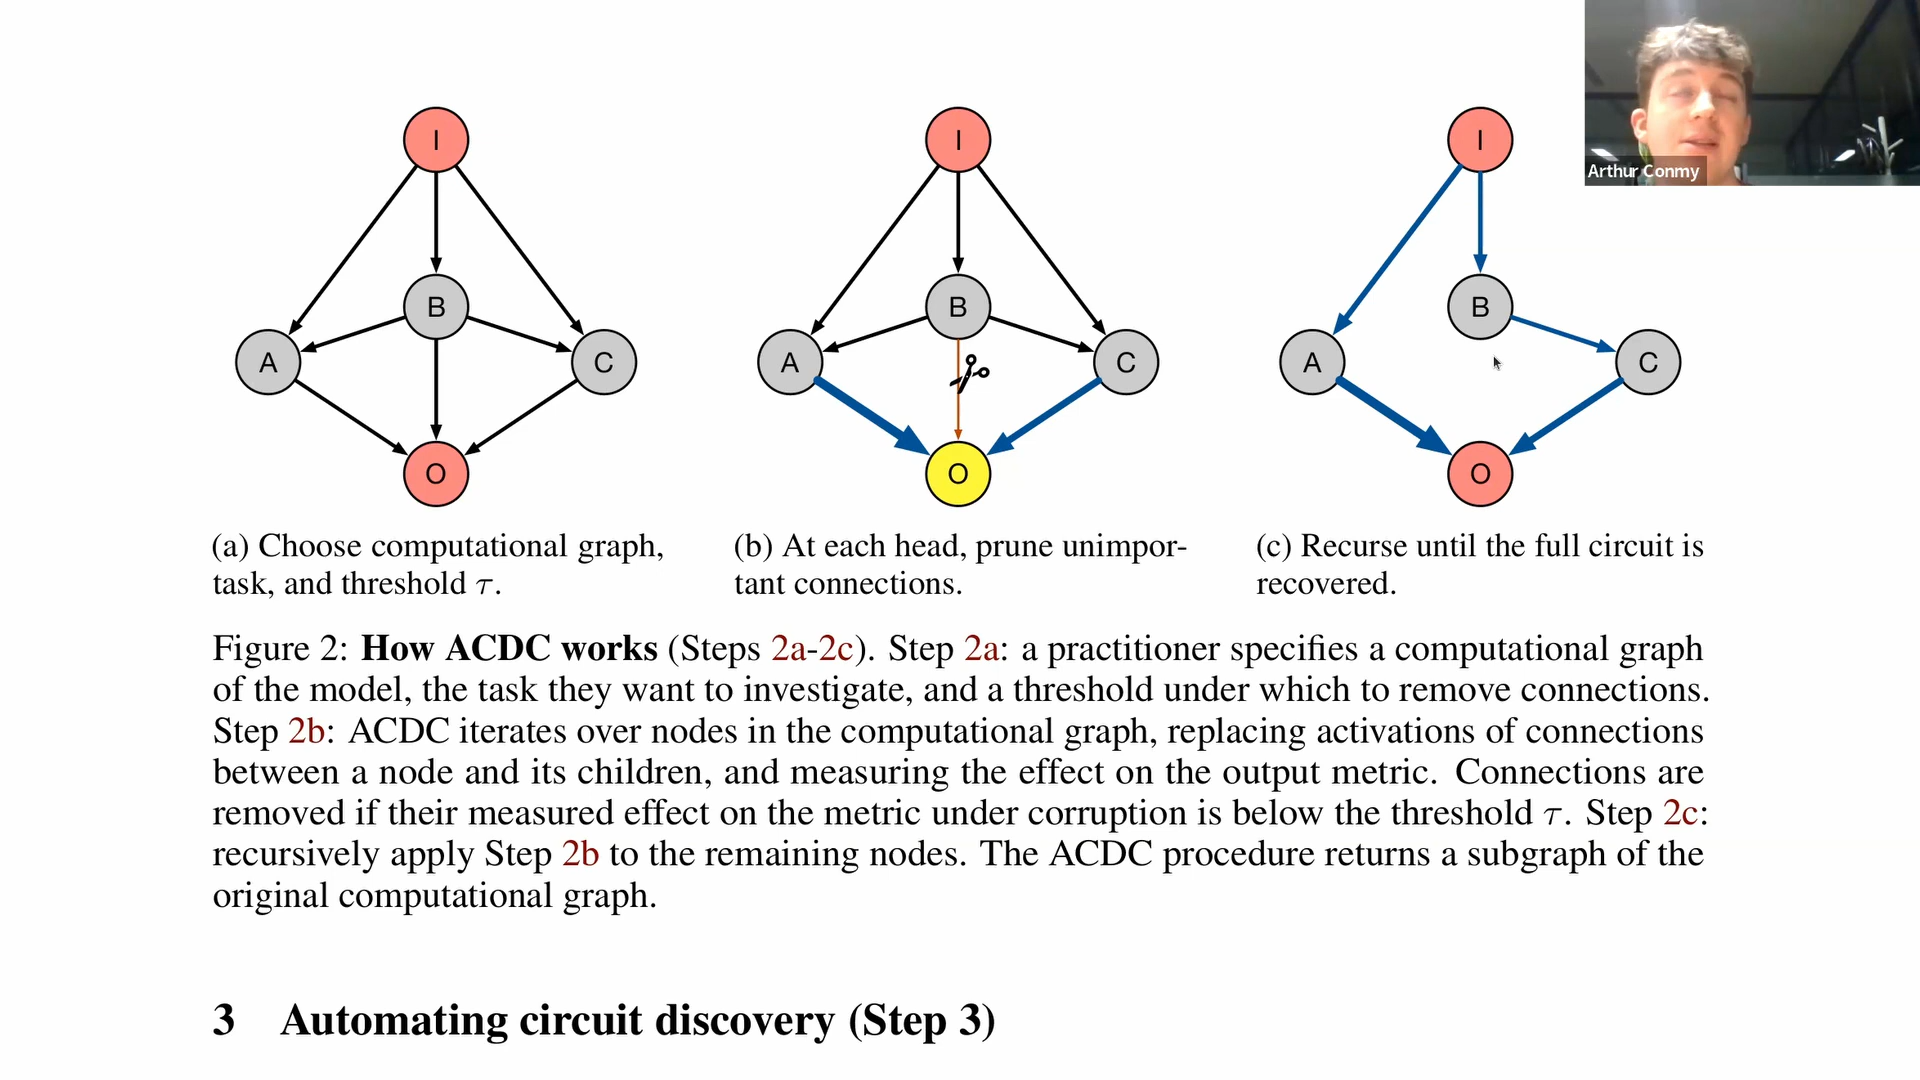 I
I
I
Arthur Conmy
B
B
B
A
C
A
C
A
C
O
O
O
(a) Choose computational graph,
task, and threshold τ.
(b) At each head, prune unimpor-
tant connections.
(c) Recurse until the full circuit is
recovered.
Figure 2: How ACDC works (Steps 2a-2c). Step 2a: a practitioner specifies a computational graph
of the model, the task they want to investigate, and a threshold under which to remove connections.
Step 2b: ACDC iterates over nodes in the computational graph, replacing activations of connections
between a node and its children, and measuring the effect on the output metric. Connections are
removed if their measured effect on the metric under corruption is below the threshold τ. Step 2c:
recursively apply Step 2b to the remaining nodes. The ACDC procedure returns a subgraph of the
original computational graph.
3 Automating circuit discovery (Step 3)